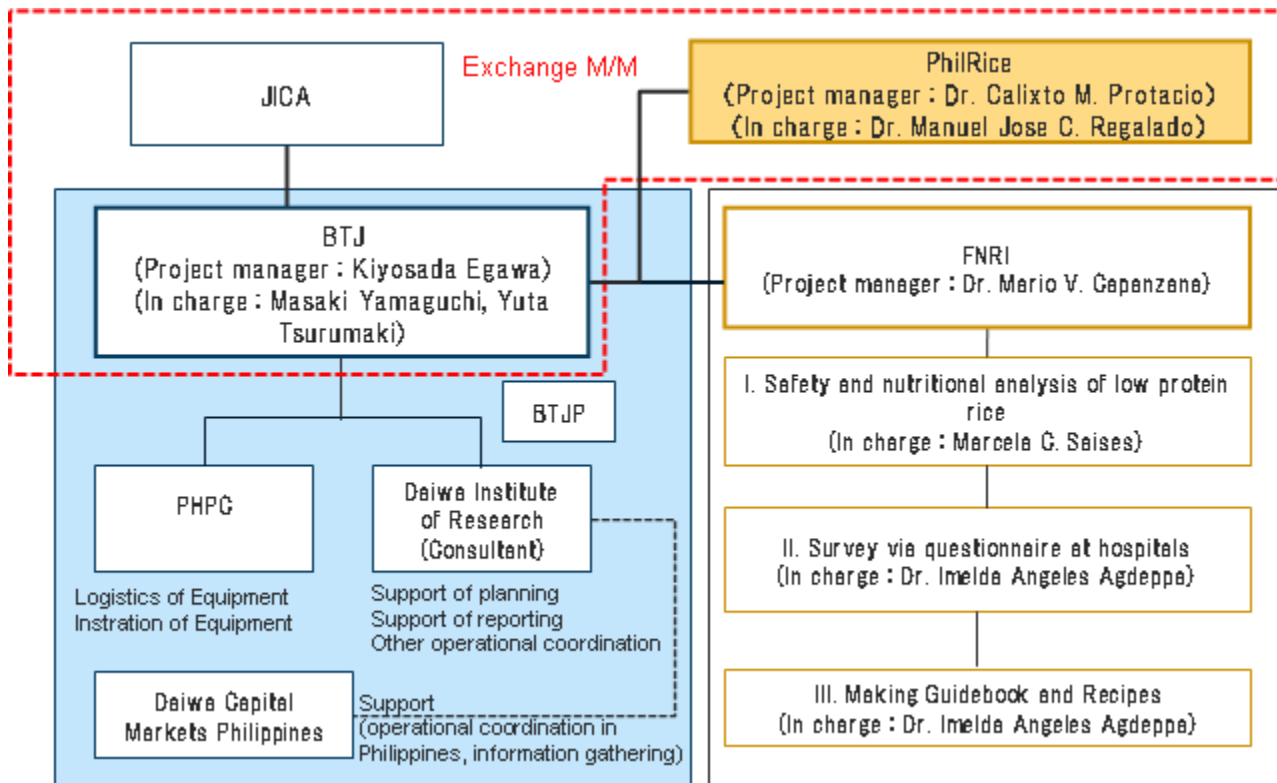 JICA
Exchange M/M
PhilRice
(Project manager : Dr. Calixto M. Protacio)
(In charge : Dr. Manuel Jose C. Regalado)
BTJ
(Project manager : Kiyosada Egawa)
(In charge : Masaki Yamaguchi, Yuta
Tsurumaki)
FNRI
(Project manager : Dr. Mario V. Capanzana)
BTJP
I. Safety and nutritional analysis of low protein
rice
(In charge : Marcela C. Saises)
PHPC
Daiwa Institute
of Research
(Consultant)
II. Survey via questionnaire at hospitals
(In charge : Dr. Imelda Angeles Agdeppa)
Logistics of Equipment
Instration of Equipment
Support of planning
Support of reporting
Other operational coordination
Daiwa Capital
Markets Philippines
Support
(operational coordination in
Philippines, information gathering)
III. Making Guidebook and Recipes
(In charge : Dr. Imelda Angeles Agdeppa)